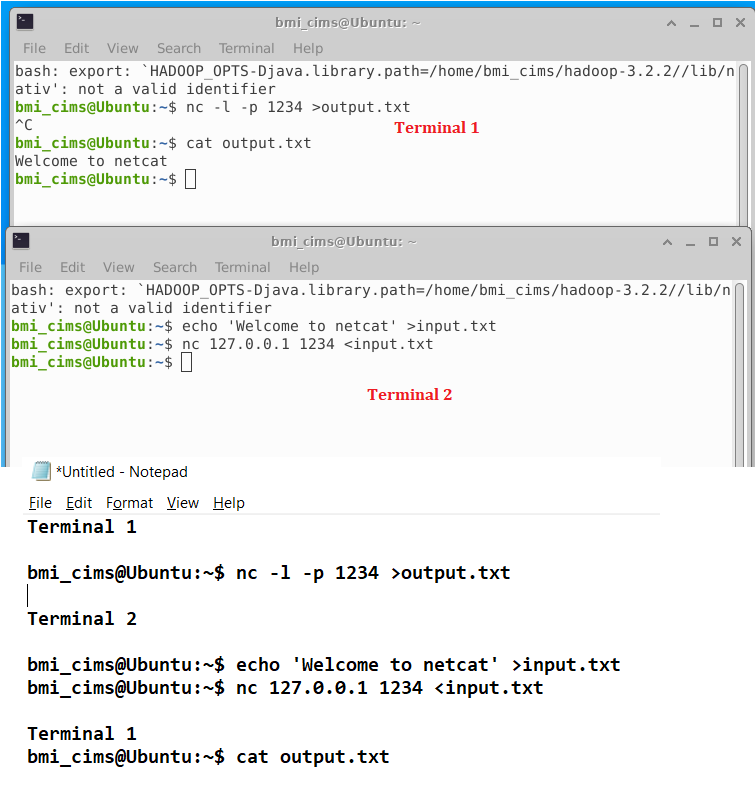 bmi_cims@Ubuntu: ~
File Edit View Search Terminal Help
bash: export: `HADOOP_OPTS-Djava.library.path=/home/bmi_cims/hadoop-3.2.2//lib/n
ativ': not a valid identifier
bmi_cims@Ubuntu:~$ nc -l -p 1234 >output.txt
^C
Terminal 1
bmi_cims@Ubuntu:~$ cat output.txt
Welcome to netcat
bmi_cims@Ubuntu:~$
bmi_cims@Ubuntu: ~
File Edit View Search Terminal Help
bash: export: `HADOOP_OPTS-Djava.library.path=/home/bmi_cims/hadoop-3.2.2//lib/n
ativ': not a valid identifier
bmi_cims@Ubuntu:~$ echo 'Welcome to netcat' >input.txt
bmi_cims@Ubuntu:~$ nc 127.0.0.1 1234 <input.txt
bmi_cims@Ubuntu:~$
Terminal 2
*Untitled - Notepad
File Edit Format View Help
Terminal 1
bmi_cims@Ubuntu:~$ nc -l -p 1234 >output.txt
Terminal 2
bmi_cims@Ubuntu:~$ echo 'Welcome to netcat' >input.txt
bmi_cims@Ubuntu:~$ nc 127.0.0.1 1234 <input.txt
Terminal 1
bmi_cims@Ubuntu:~$ cat output.txt